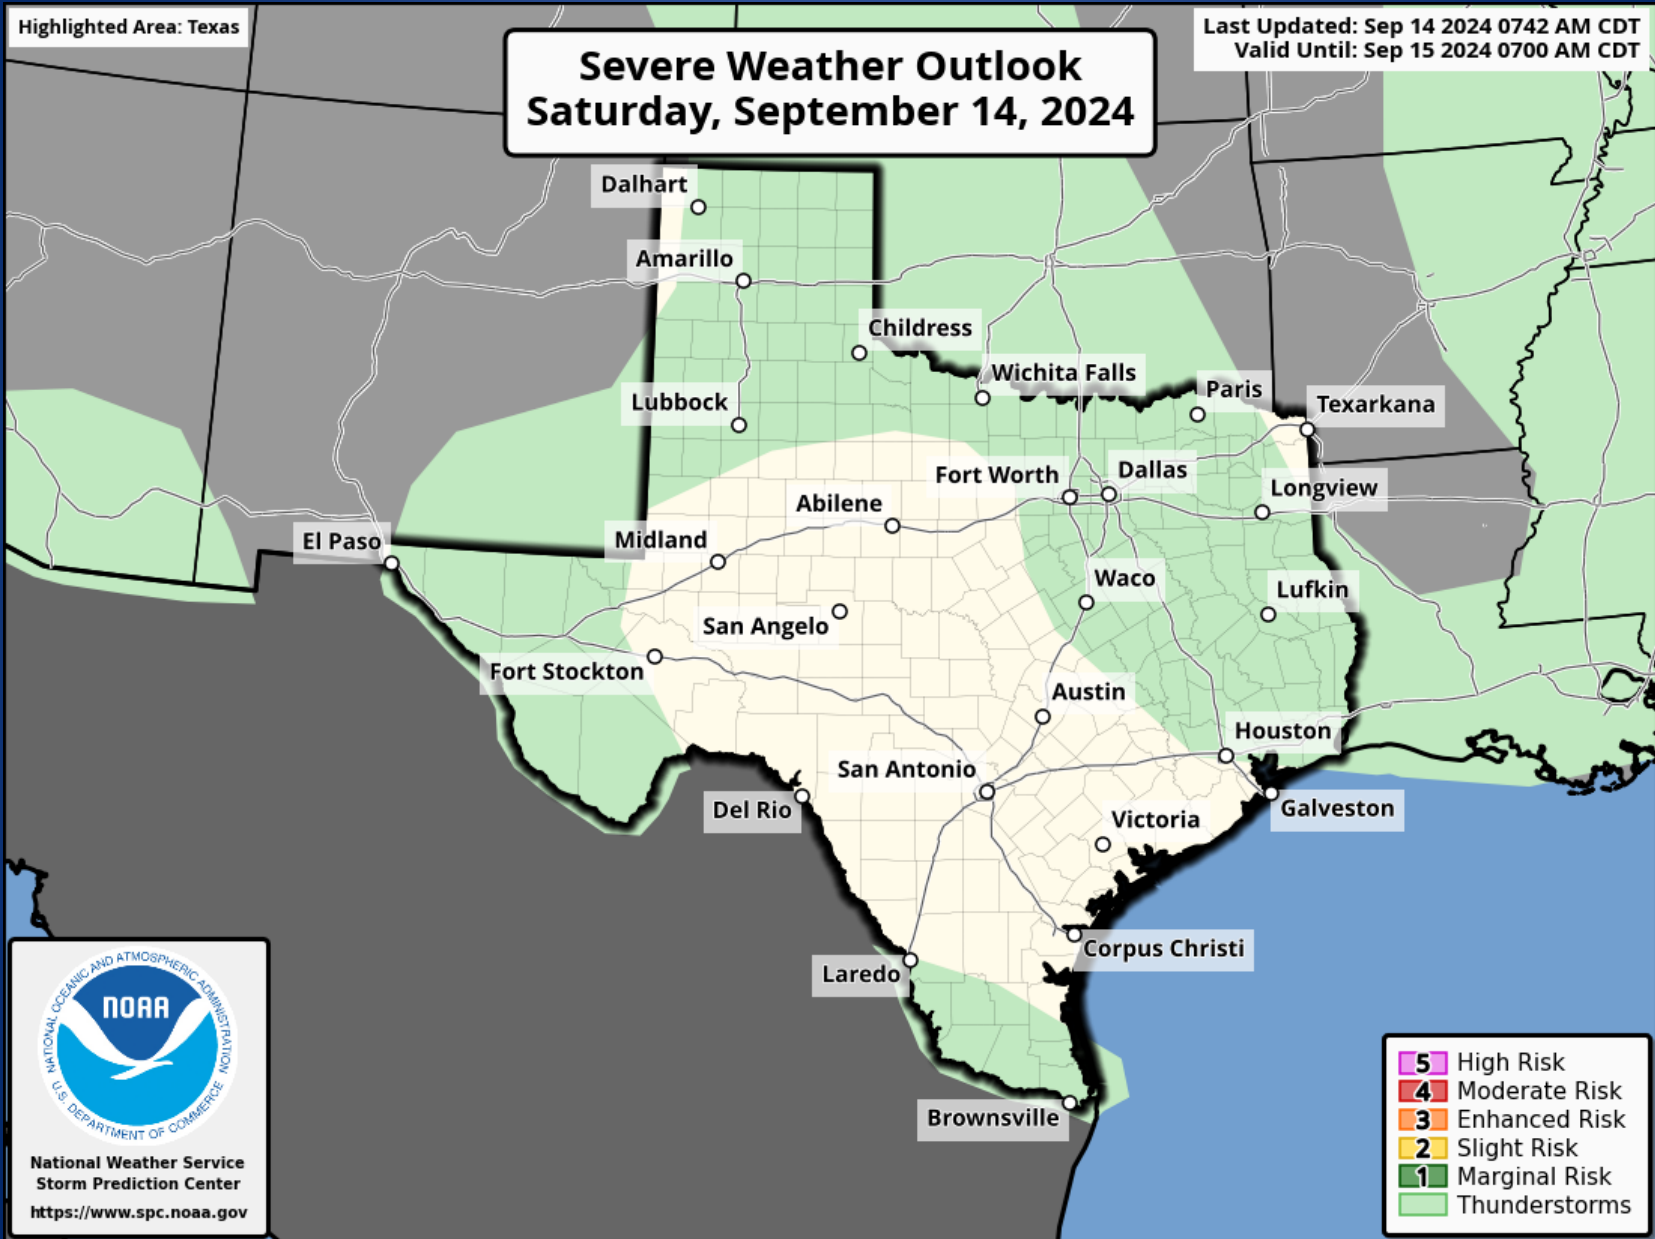 Highlighted Area: Texas
Severe Weather Outlook
Saturday, September 14, 2024
Last Updated: Sep 14 2024 0742 AM CDT
Valid Until: Sep 15 2024 0700 AM CDT
Dalhart
Amarillo
Childress
Wichita Falls
Paris
Texarkana
Lubbock
Fort Worth
Dallas
Longview
Abilene
El Paso
Midland
Waco
Lufkin
San Angelo
Fort Stockton
Austin
Houston
San Antonio
Del Rio
Galveston
Victoria
Corpus Christi
Laredo
Brownsville
NATIONAL OCEANIC AND ATMOSPHERIC ADMINISTRATION
NOAA
U.S. DEPARTMENT OF COMMERCE
National Weather Service
Storm Prediction Center
https://www.spc.noaa.gov
5 High Risk
4 Moderate Risk
3 Enhanced Risk
2 Slight Risk
1 Marginal Risk
Thunderstorms